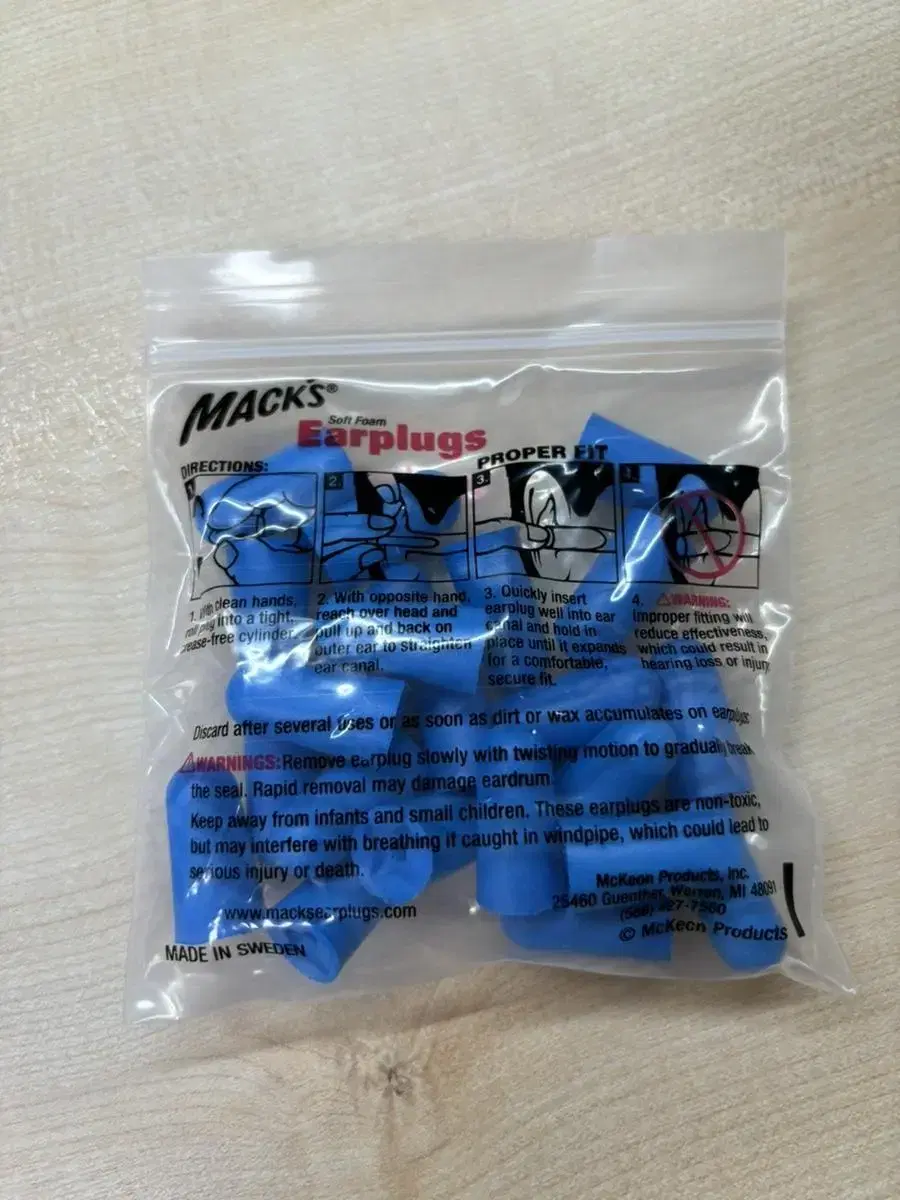 MACK'S®
Soft Foam
Earplugs
DIRECTIONS:
PROPER FIT
2.
3.
1. With clean hands,
roll plug into a tight,
crease-free cylinder.
2. With opposite hand,
reach over head and
pull up and back on
outer ear to straighten
ear canal.
3. Quickly insert
earplug well into ear
canal and hold in
place until it expands
for a comfortable,
secure fit.
4. ⚠WARNING:
Improper fitting will
reduce effectiveness,
which could result in
hearing loss or injury
Discard after several uses or as soon as dirt or wax accumulates on earplugs
⚠WARNINGS: Remove earplug slowly with twisting motion to gradually break
the seal. Rapid removal may damage eardrum.
Keep away from infants and small children. These earplugs are non-toxic,
but may interfere with breathing if caught in windpipe, which could lead to
serious injury or death.
McKeon Products, Inc.
25460 Guenther, Warren, MI 48091
www.macksearplugs.com
© McKeon Products
MADE IN SWEDEN